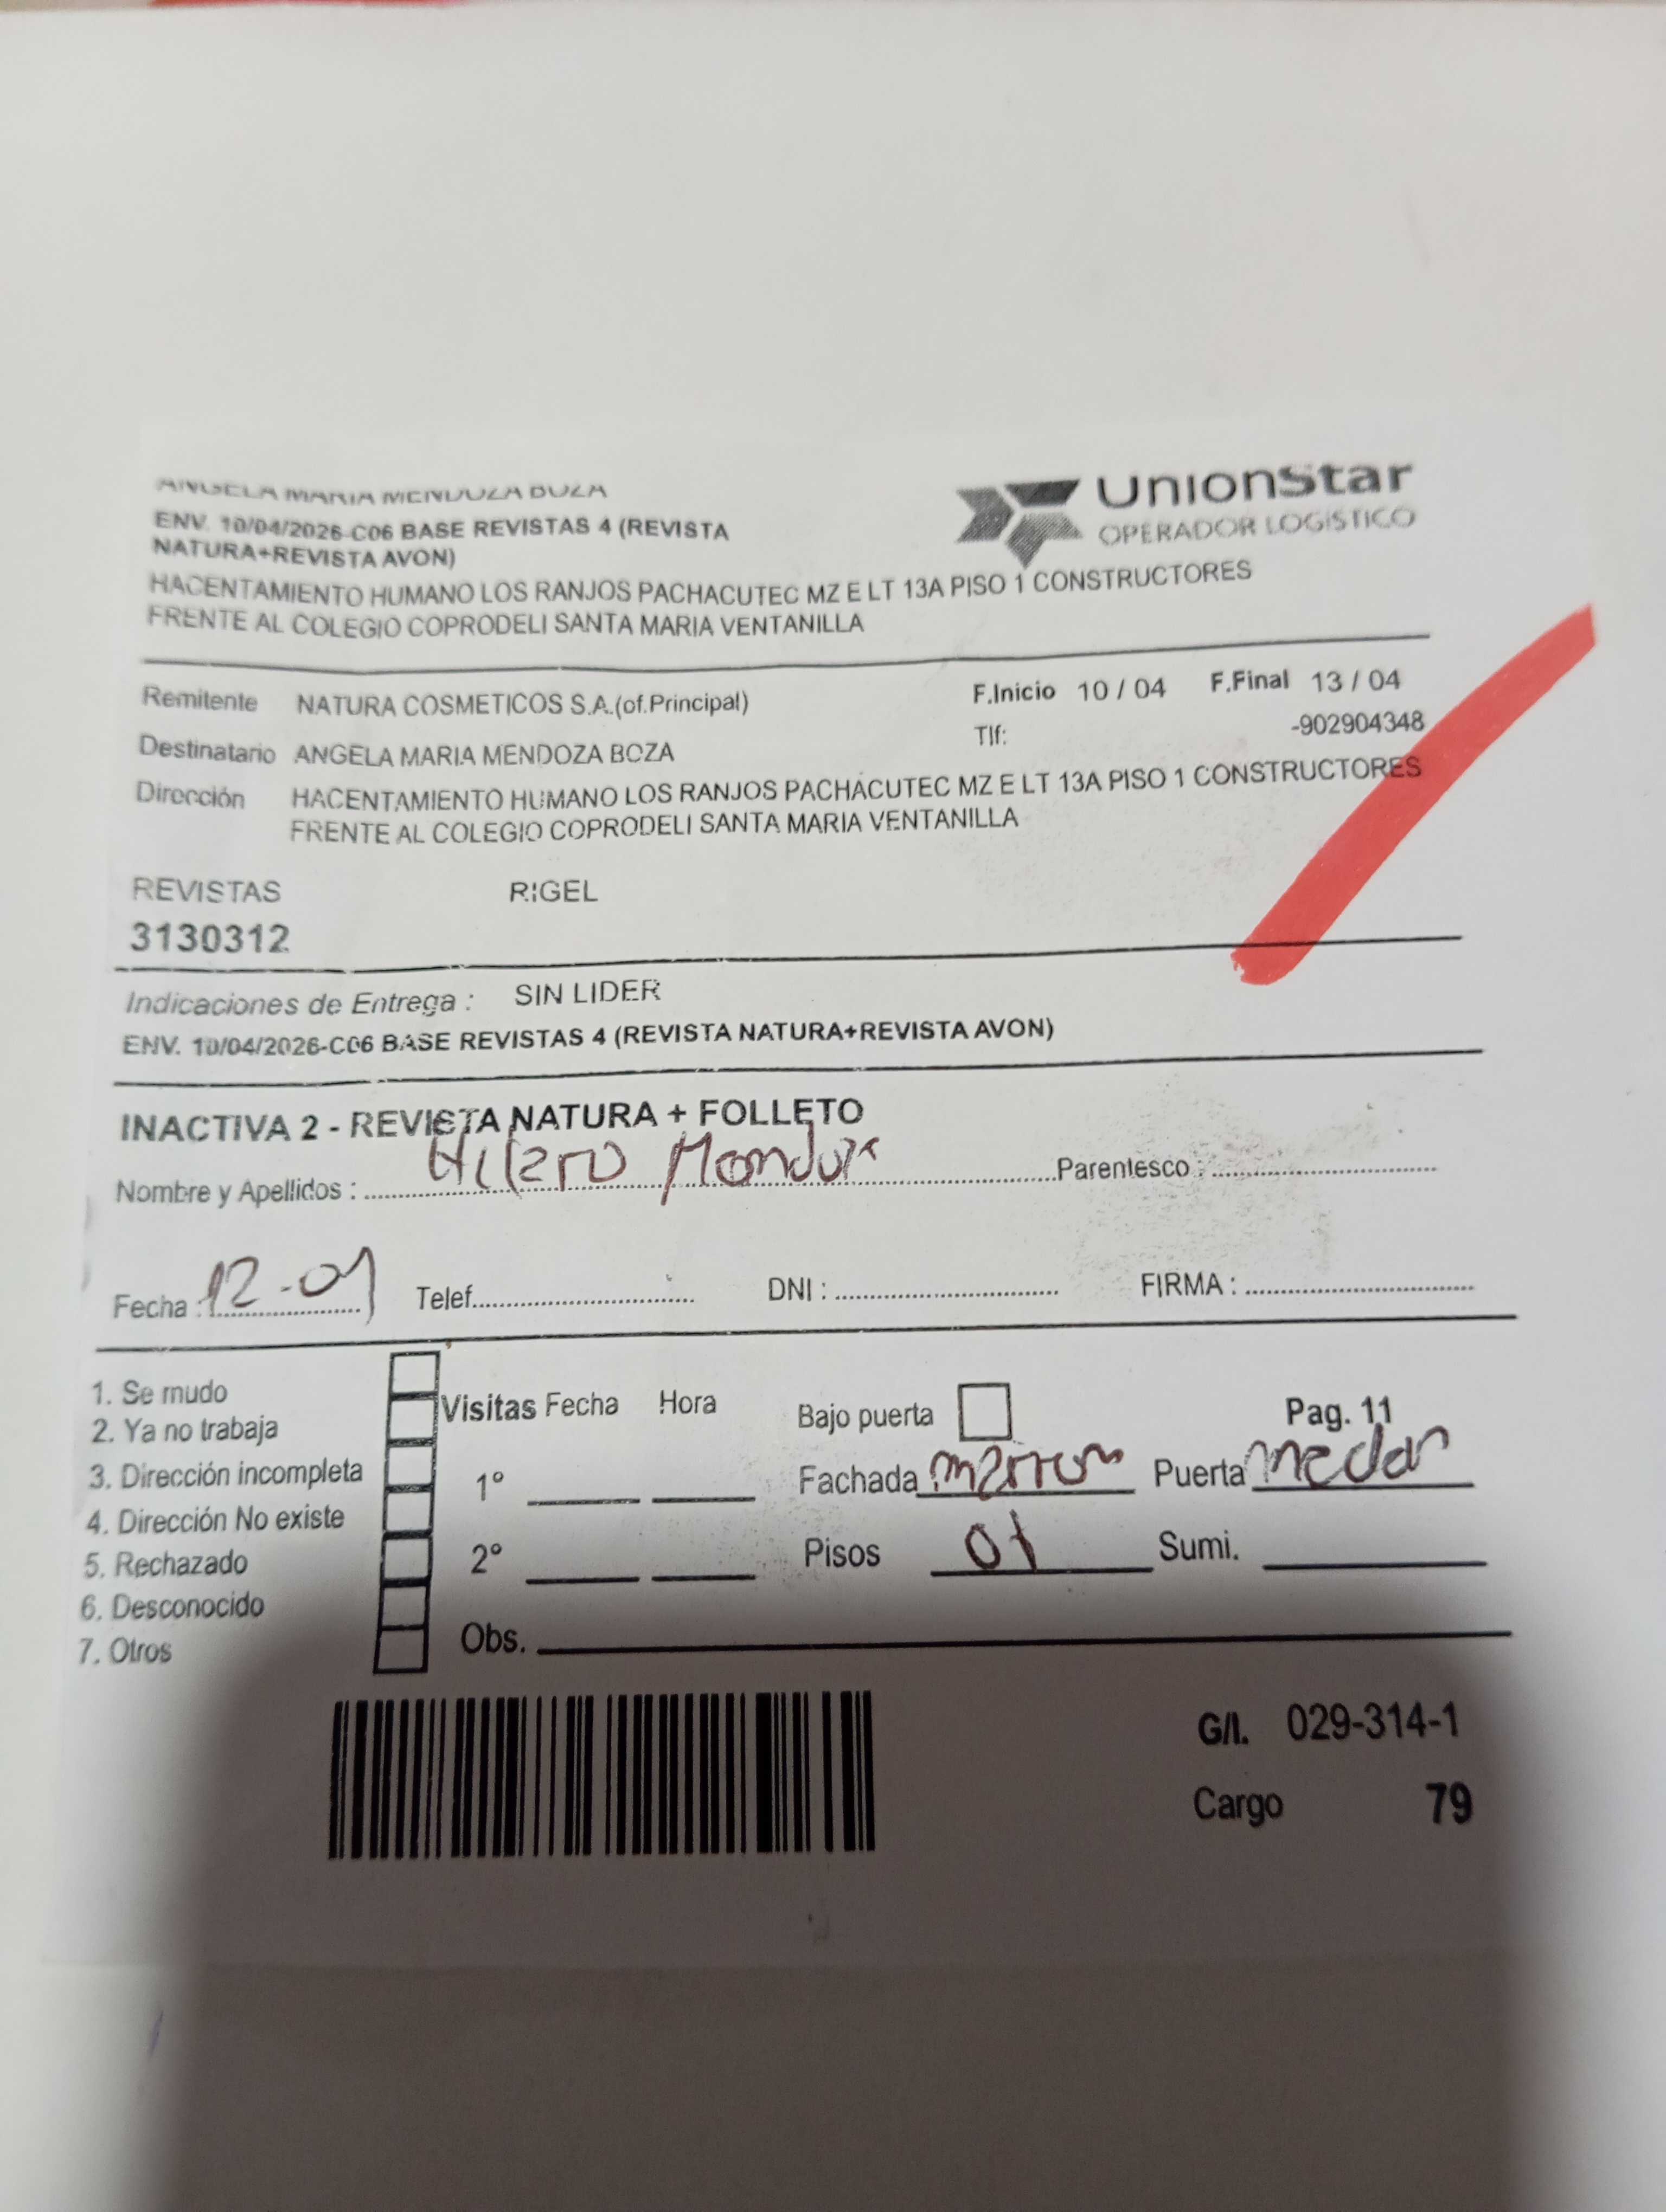 ANGELA MARIA MENDOZA BOZA
ENV. 10/04/2026-C06 BASE REVISTAS 4 (REVISTA
NATURA+REVISTA AVON)
HACENTAMIENTO HUMANO LOS RANJOS PACHACUTEC MZ E LT 13A PISO 1 CONSTRUCTORES
FRENTE AL COLEGIO COPRODELI SANTA MARIA VENTANILLA
UnionStar
OPERADOR LOGÍSTICO
Remitente NATURA COSMETICOS S.A.(of.Principal) F.Inicio 10 / 04 F.Final 13 / 04
Tlf: -902904348
Destinatario ANGELA MARIA MENDOZA BOZA
Dirección HACENTAMIENTO HUMANO LOS RANJOS PACHACUTEC MZ E LT 13A PISO 1 CONSTRUCTORES
FRENTE AL COLEGIO COPRODELI SANTA MARIA VENTANILLA
REVISTAS RIGEL
3130312
Indicaciones de Entrega : SIN LIDER
ENV. 10/04/2026-C06 BASE REVISTAS 4 (REVISTA NATURA+REVISTA AVON)
INACTIVA 2 - REVISTA NATURA + FOLLETO
Nombre y Apellidos : Parentesco :
Fecha : 12-04 Telef. DNI : FIRMA :
1. Se mudo
2. Ya no trabaja
3. Dirección incompleta
4. Dirección No existe
5. Rechazado
6. Desconocido
7. Otros
Visitas Fecha Hora
1º
2º
Obs.
Bajo puerta Pag. 11
Fachada marron Puerta
Pisos 01 Sumi.
G/I. 029-314-1
Cargo 79